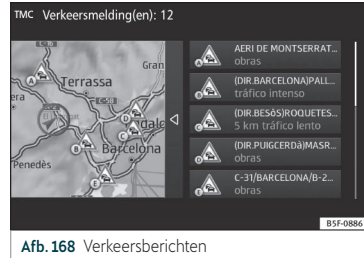 TMC Verkeersmelding(en): 12
C-16
Terrassa
Gran
C-58
era
Barcelona
Penedès
A
B
C
D
E
A
AERI DE MONTSERRAT...
obras
B
(DIR.BARCELONA)PALL...
tráfico intenso
C
(DIR.BESòS)ROQUETES...
5 km tráfico lento
D
(DIR.PUIGCERDà)MASR...
obras
E
C-31/BARCELONA/B-2...
obras
B5F-0886
Afb. 168 Verkeersberichten